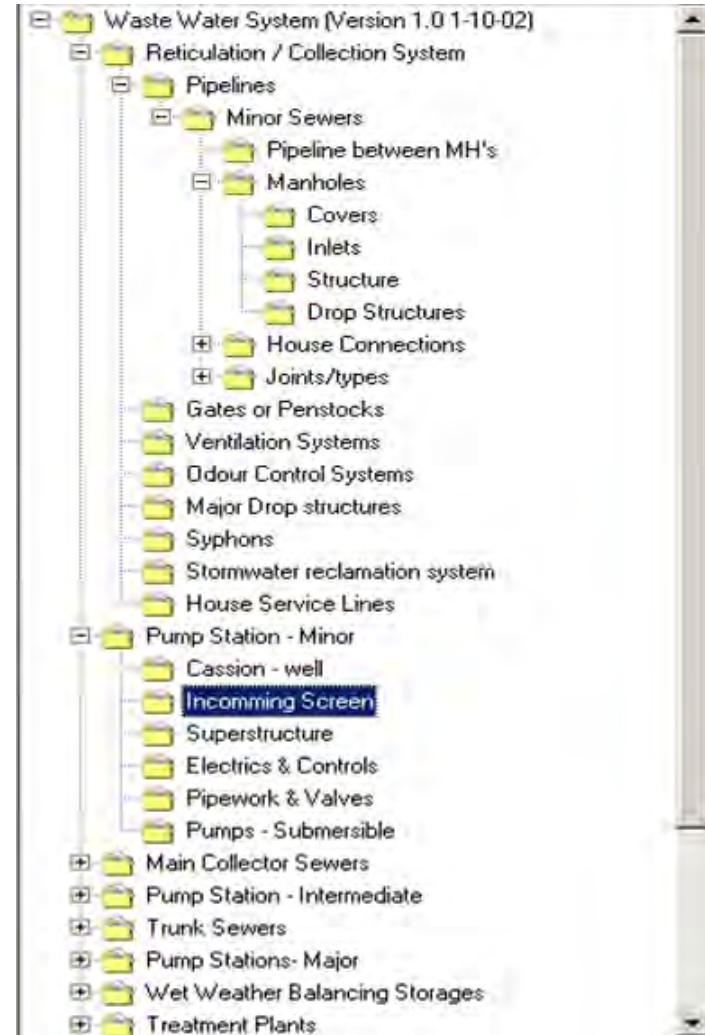 Waste Water System (Version 1.0 1-10-02)
Reticulation / Collection System
Pipelines
Minor Sewers
Pipeline between MH's
Manholes
Covers
Inlets
Structure
Drop Structures
House Connections
Joints/types
Gates or Penstocks
Ventilation Systems
Odour Control Systems
Major Drop structures
Syphons
Stormwater reclamation system
House Service Lines
Pump Station - Minor
Cassion - well
Incomming Screen
Superstructure
Electrics & Controls
Pipework & Valves
Pumps - Submersible
Main Collector Sewers
Pump Station - Intermediate
Trunk Sewers
Pump Stations- Major
Wet Weather Balancing Storages
Treatment Plants